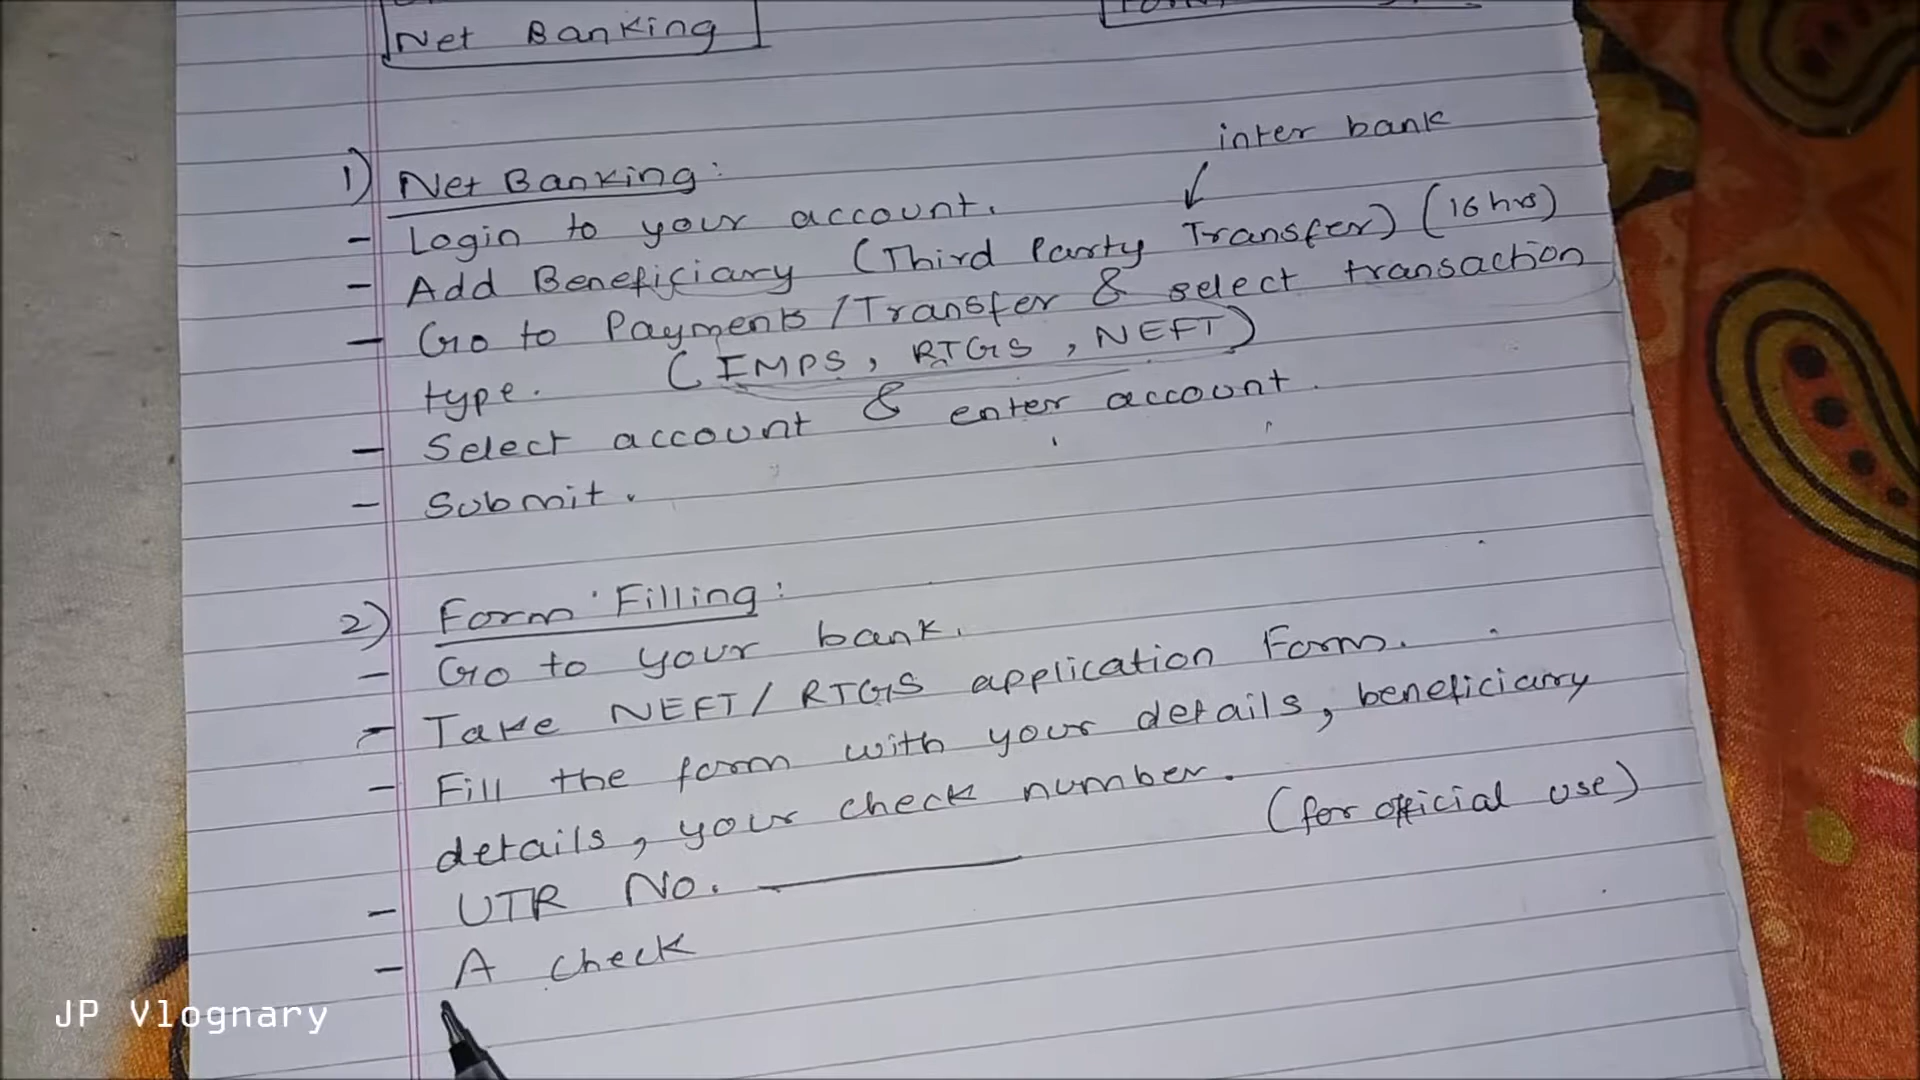 Net Banking
inter bank
1) Net Banking:
- Login to your account.
- Add Beneficiary (Third Party Transfer) (16 hrs)
- Go to Payments/Transfer & select transaction
type. (IMPS, RTGS, NEFT)
- Select account & enter account.
- Submit.
2) Form Filling:
- Go to your bank.
- Take NEFT/RTGS application Form.
- Fill the form with your details, beneficiary
details, your check number.
(for official use)
- UTR No.
- A check
JP Vlognary